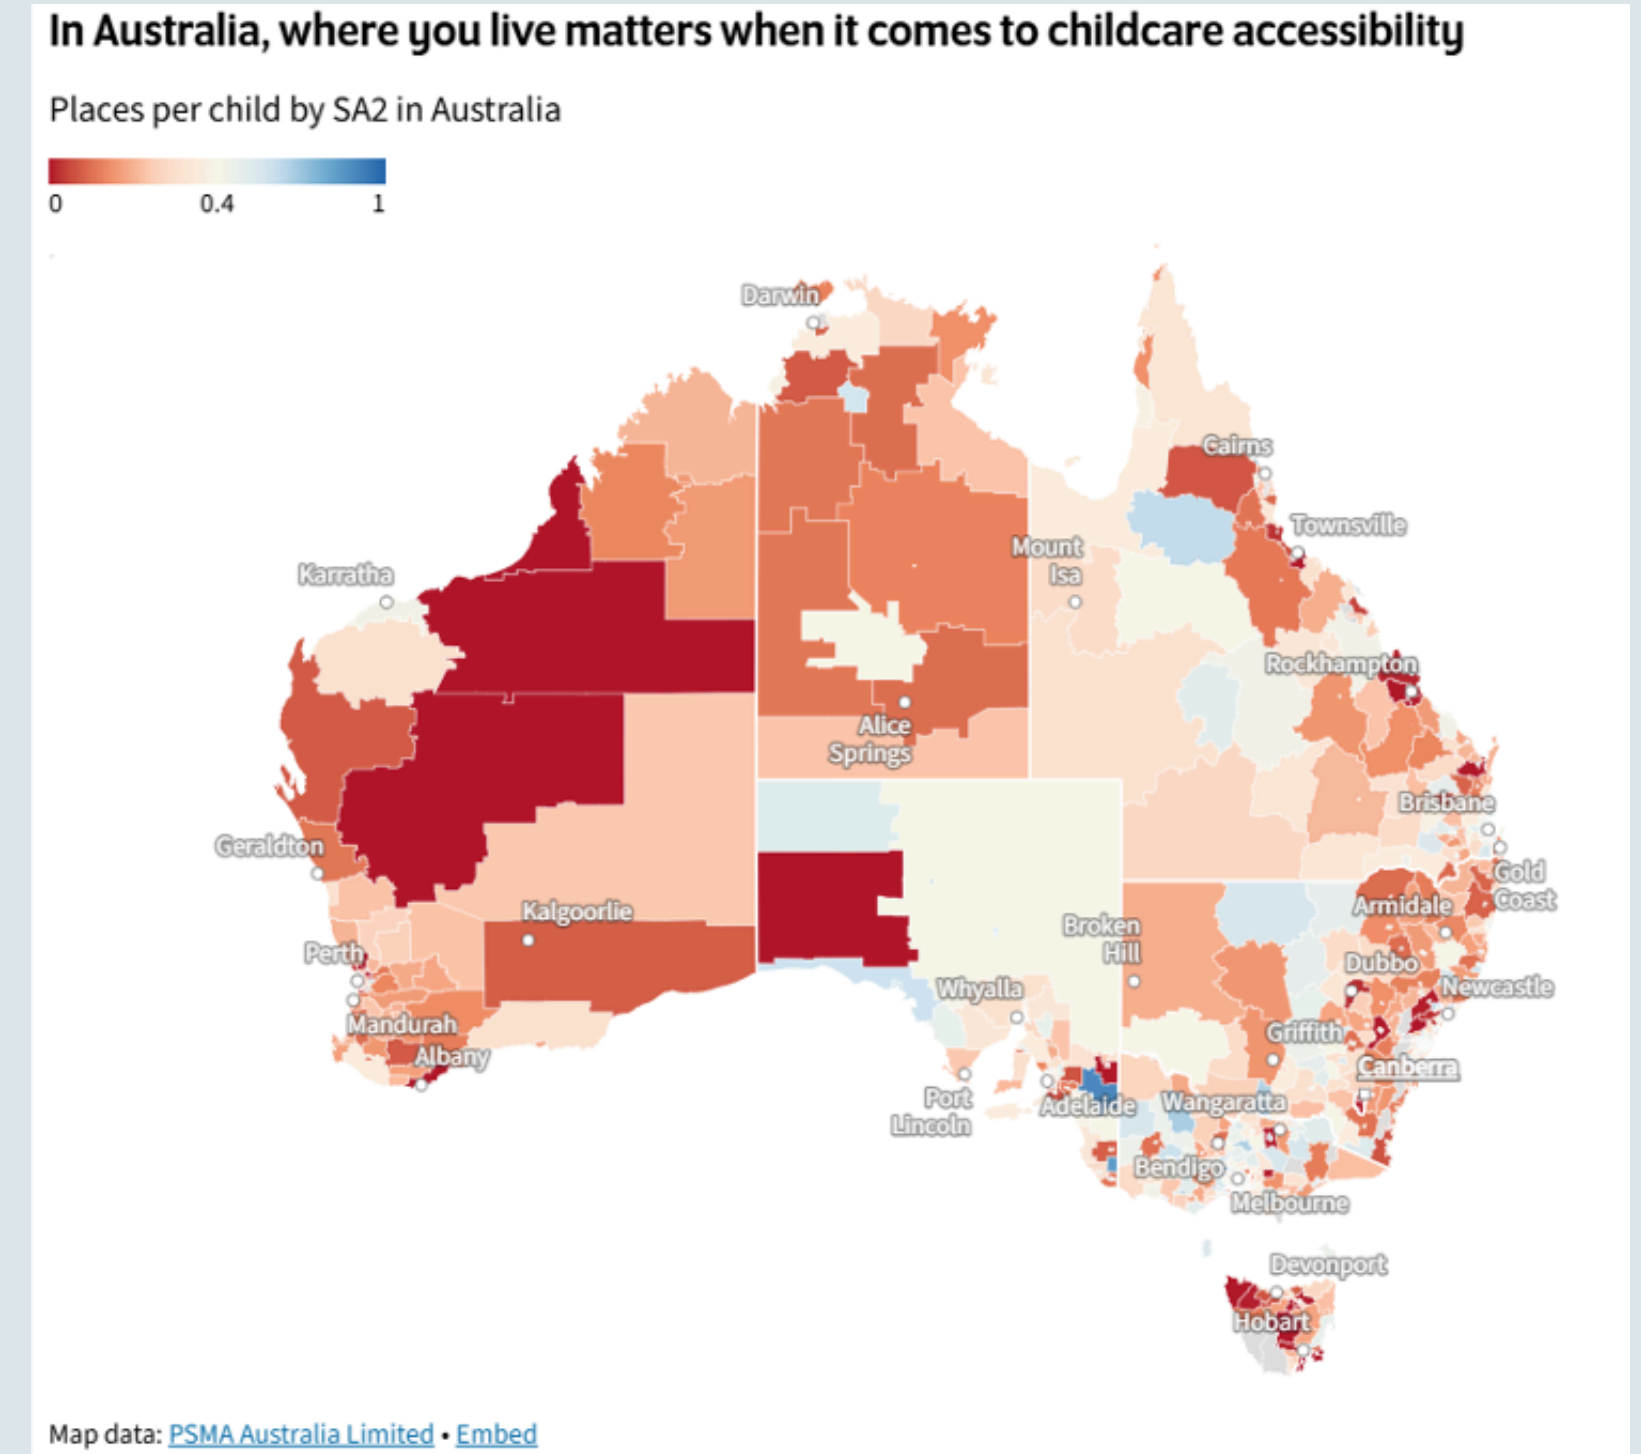 In Australia, where you live matters when it comes to childcare accessibility
Places per child by SA2 in Australia
0 0.4 1
Darwin
Cairns
Townsville
Mount
Isa
Karratha
Rockhampton
Alice
Springs
Brisbane
Geraldton
Gold
Coast
Armidale
Kalgoorlie
Broken
Hill
Perth
Dubbo
Whyalla
Newcastle
Mandurah
Griffith
Albany
Canberra
Port
Lincoln
Adelaide
Wangaratta
Bendigo
Melbourne
Devonport
Hobart
Map data: PSMA Australia Limited • Embed